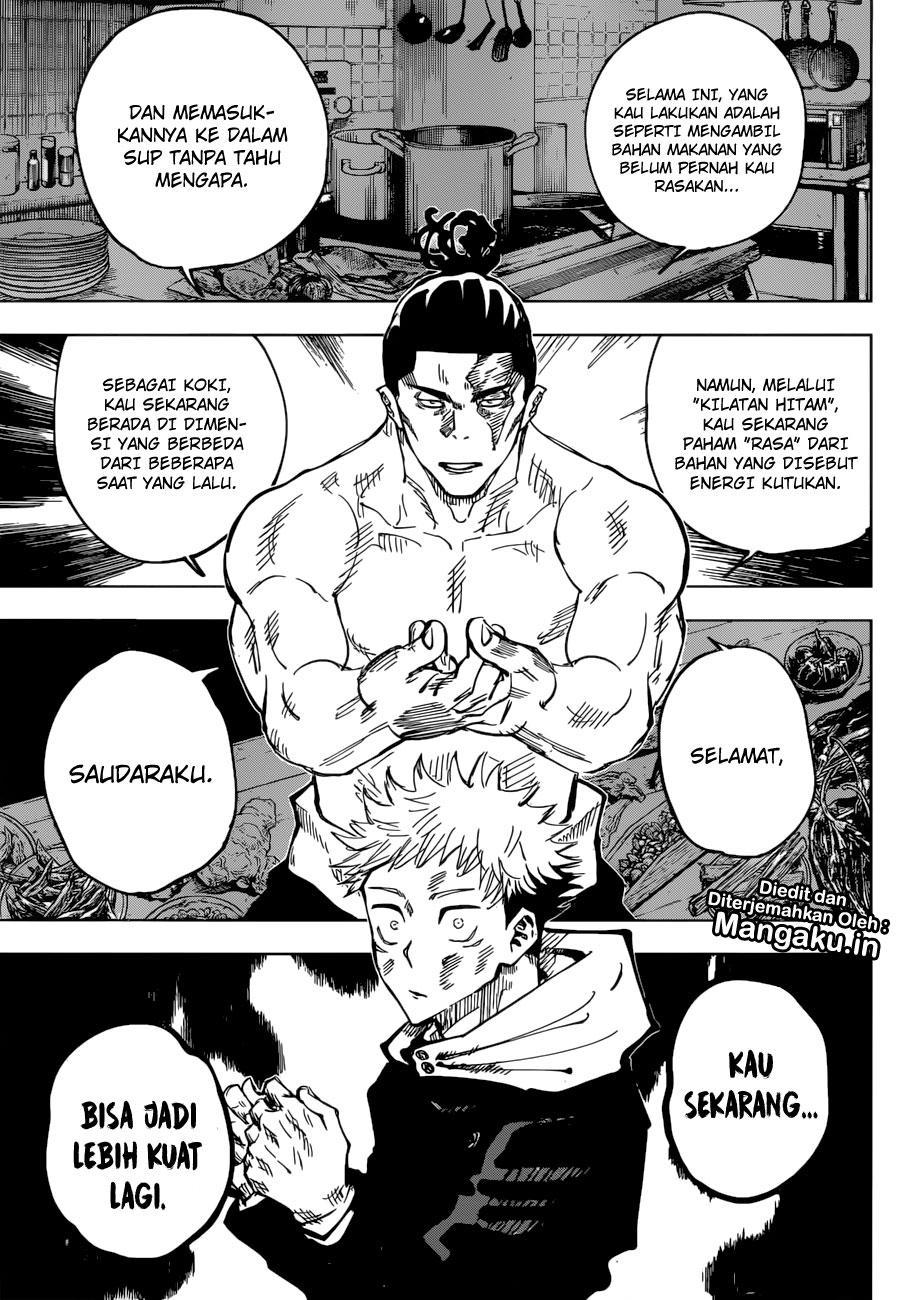 SELAMA INI, YANG
KAU LAKUKAN ADALAH
SEPERTI MENGAMBIL
BAHAN MAKANAN YANG
BELUM PERNAH KAU
RASAKAN...
DAN MEMASUK-
KANNYA KE DALAM
SUP TANPA TAHU
MENGAPA.
NAMUN, MELALUI
"KILATAN HITAM",
KAU SEKARANG
PAHAM "RASA" DARI
BAHAN YANG DISEBUT
ENERGI KUTUKAN.
SEBAGAI KOKI,
KAU SEKARANG
BERADA DI DIMEN-
SI YANG BERBEDA
DARI BEBERAPA
SAAT YANG LALU.
SELAMAT,
SAUDARAKU.
Diedit dan
Diterjemahkan Oleh :
Mangaku.in
KAU
SEKARANG...
BISA JADI
LEBIH KUAT
LAGI.